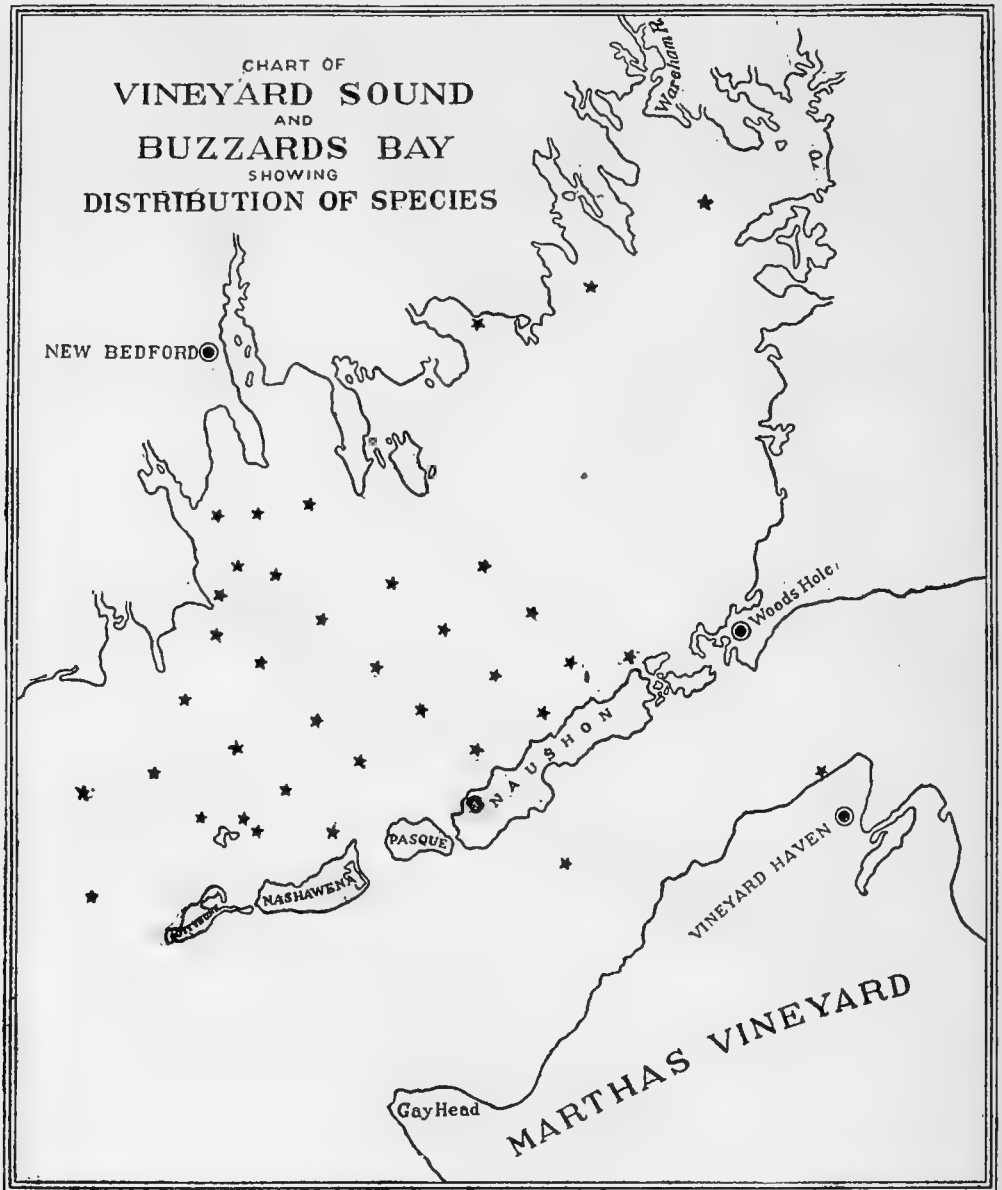 CHART OF
VINEYARD SOUND
AND
BUZZARDS BAY
SHOWING
DISTRIBUTION OF SPECIES
Wareham R
NEW BEDFORD
Woods Hole
NAUSHON
PASQUE
NASHAWENA
VINEYARD HAVEN
MARTHAS VINEYARD
Gay Head